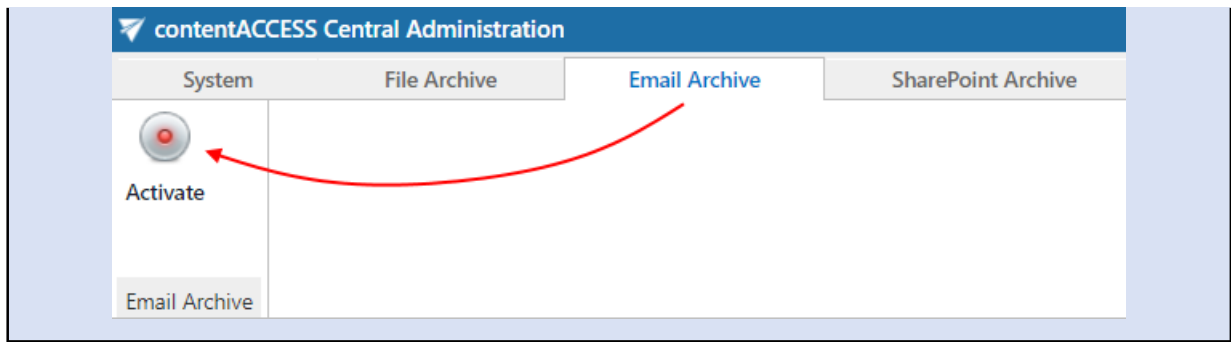 contentACCESS Central Administration
System File Archive Email Archive SharePoint Archive
Activate
Email Archive